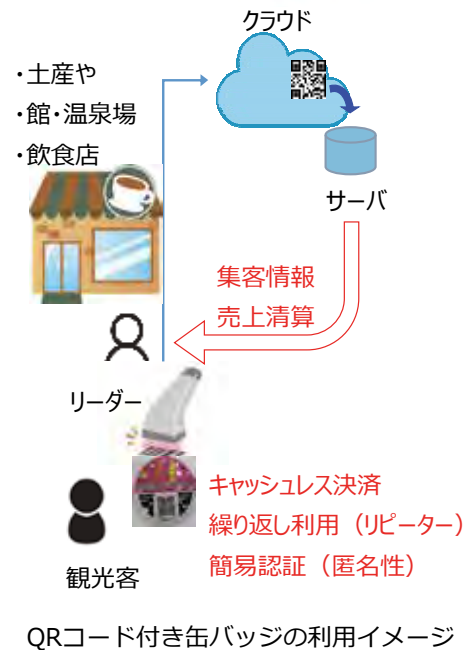 クラウド
・土産や
・館・温泉場
・飲食店
サーバ
集客情報
売上清算
リーダー
キャッシュレス決済
繰り返し利用（リピーター）
簡易認証（匿名性）
観光客
QRコード付き缶バッジの利用イメージ